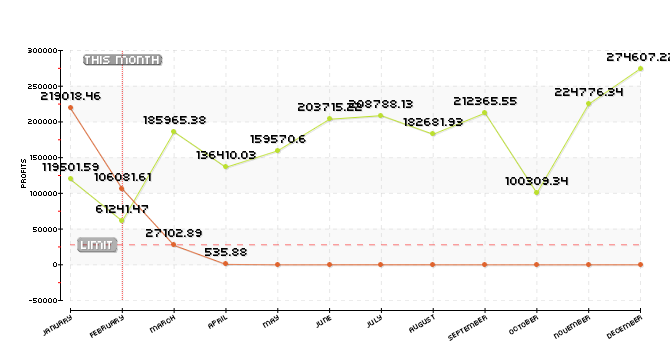 300000
THIS MONTH
274607.22
250000
219018.46
224776.34
203715.22
208788.13
212365.55
200000
185965.38
182681.93
150000
159570.6
136410.03
119501.59
106081.61
100309.34
100000
61241.47
50000
27102.89
LIMIT
535.88
0
-50000
PROFITS
JANUARY
FEBRUARY
MARCH
APRIL
MAY
JUNE
JULY
AUGUST
SEPTEMBER
OCTOBER
NOVEMBER
DECEMBER